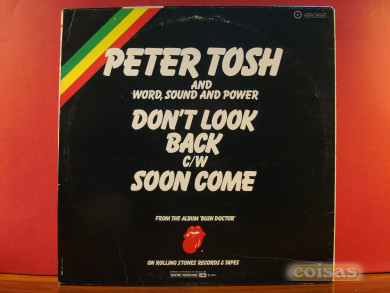 PETER TOSH
AND
WORD, SOUND AND POWER
DON'T LOOK
BACK
C/W
SOON COME
FROM THE ALBUM 'BUSH DOCTOR'
ON ROLLING STONES RECORDS & TAPES
coisas